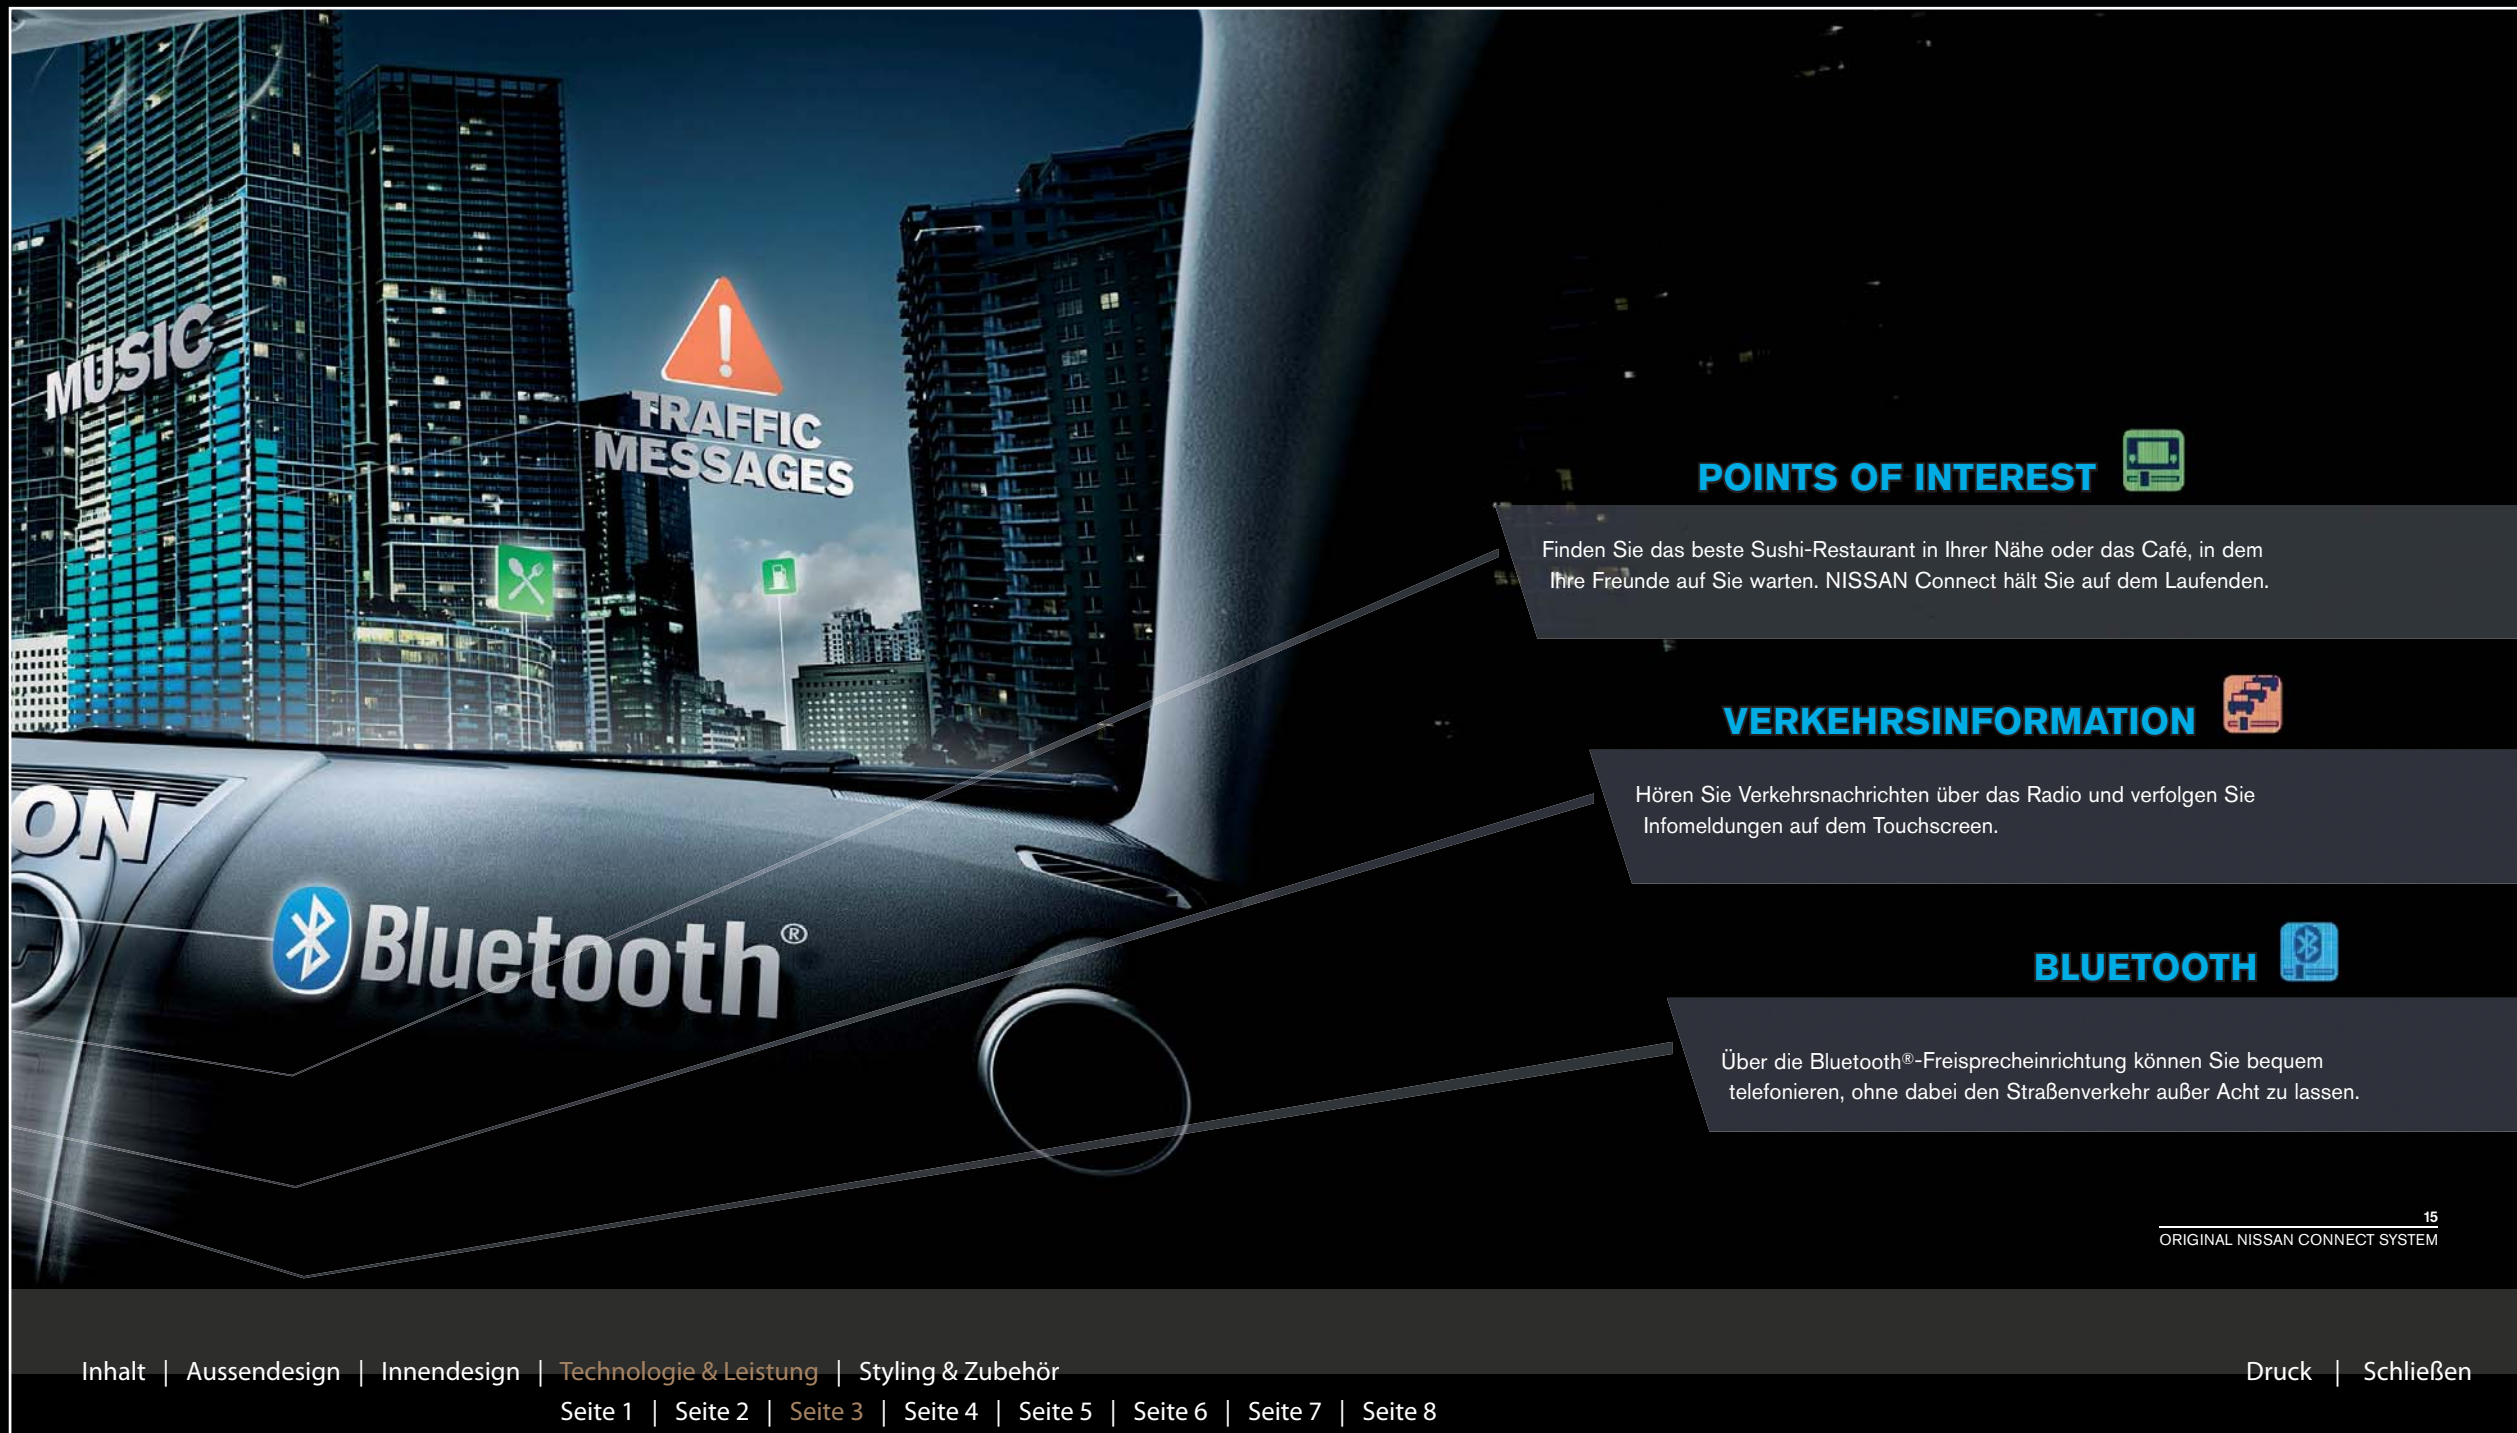 MUSIC
TRAFFIC
MESSAGES
ON
Bluetooth®
POINTS OF INTEREST
Finden Sie das beste Sushi-Restaurant in Ihrer Nähe oder das Café, in dem
Ihre Freunde auf Sie warten. NISSAN Connect hält Sie auf dem Laufenden.
VERKEHRSINFORMATION
Hören Sie Verkehrsnachrichten über das Radio und verfolgen Sie
Infomeldungen auf dem Touchscreen.
BLUETOOTH
Über die Bluetooth®-Freisprecheinrichtung können Sie bequem
telefonieren, ohne dabei den Straßenverkehr außer Acht zu lassen.
15
ORIGINAL NISSAN CONNECT SYSTEM
Inhalt | Aussendesign | Innendesign | Technologie & Leistung | Styling & Zubehör
Druck | Schließen
Seite 1 | Seite 2 | Seite 3 | Seite 4 | Seite 5 | Seite 6 | Seite 7 | Seite 8